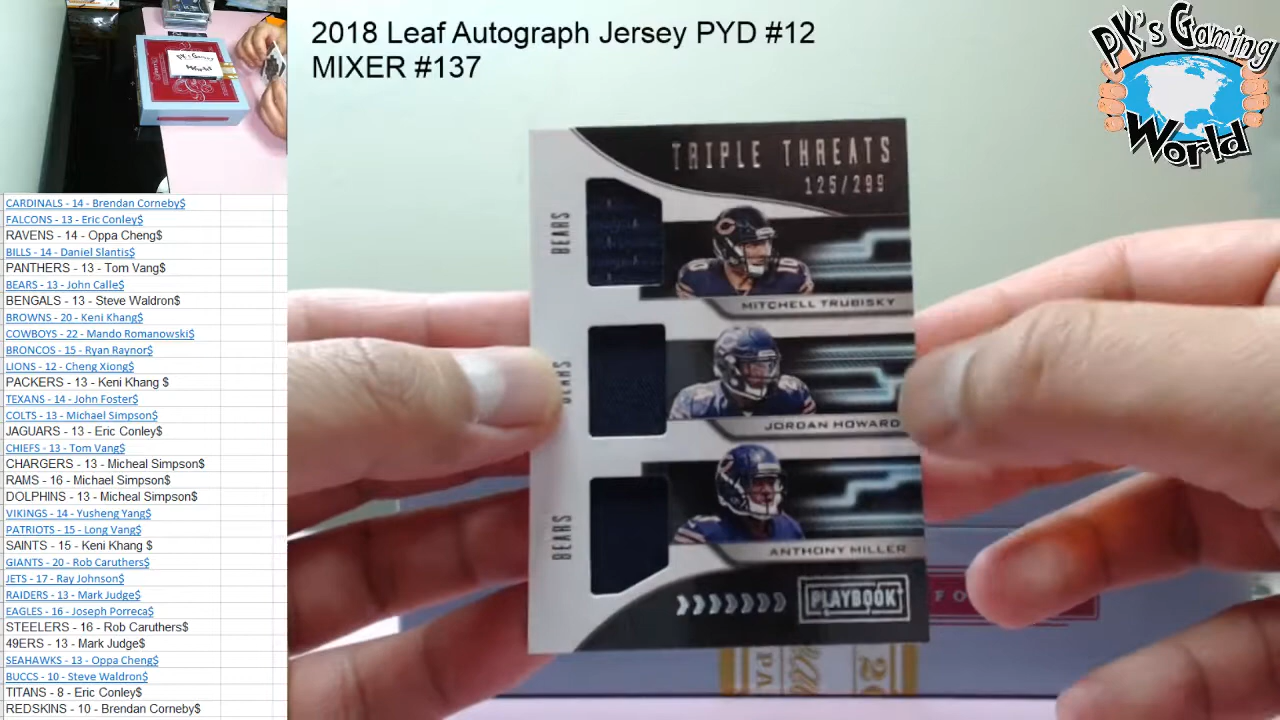 2018 Leaf Autograph Jersey PYD #12
MIXER #137
PK's Gaming
World
CARDINALS - 14 - Brendan Corneby$
FALCONS - 13 - Eric Conley$
RAVENS - 14 - Oppa Cheng$
BILLS - 14 - Daniel Slantis$
PANTHERS - 13 - Tom Vang$
BEARS - 13 - John Calle$
BENGALS - 13 - Steve Waldron$
BROWNS - 20 - Keni Khang$
COWBOYS - 22 - Mando Romanowski$
BRONCOS - 15 - Ryan Raynor$
LIONS - 12 - Cheng Xiong$
PACKERS - 13 - Keni Khang $
TEXANS - 14 - John Foster$
COLTS - 13 - Michael Simpson$
JAGUARS - 13 - Eric Conley$
CHIEFS - 13 - Tom Vang$
CHARGERS - 13 - Micheal Simpson$
RAMS - 16 - Michael Simpson$
DOLPHINS - 13 - Micheal Simpson$
VIKINGS - 14 - Yusheng Yang$
PATRIOTS - 15 - Long Vang$
SAINTS - 15 - Keni Khang $
GIANTS - 20 - Rob Caruthers$
JETS - 17 - Ray Johnson$
RAIDERS - 13 - Mark Judge$
EAGLES - 16 - Joseph Porreca$
STEELERS - 16 - Rob Caruthers$
49ERS - 13 - Mark Judge$
SEAHAWKS - 13 - Oppa Cheng$
BUCCS - 10 - Steve Waldron$
TITANS - 8 - Eric Conley$
REDSKINS - 10 - Brendan Corneby$
TRIPLE THREATS
125/299
BEARS
MITCHELL TRUBISKY
BEARS
JORDAN HOWARD
BEARS
ANTHONY MILLER
PLAYBOOK